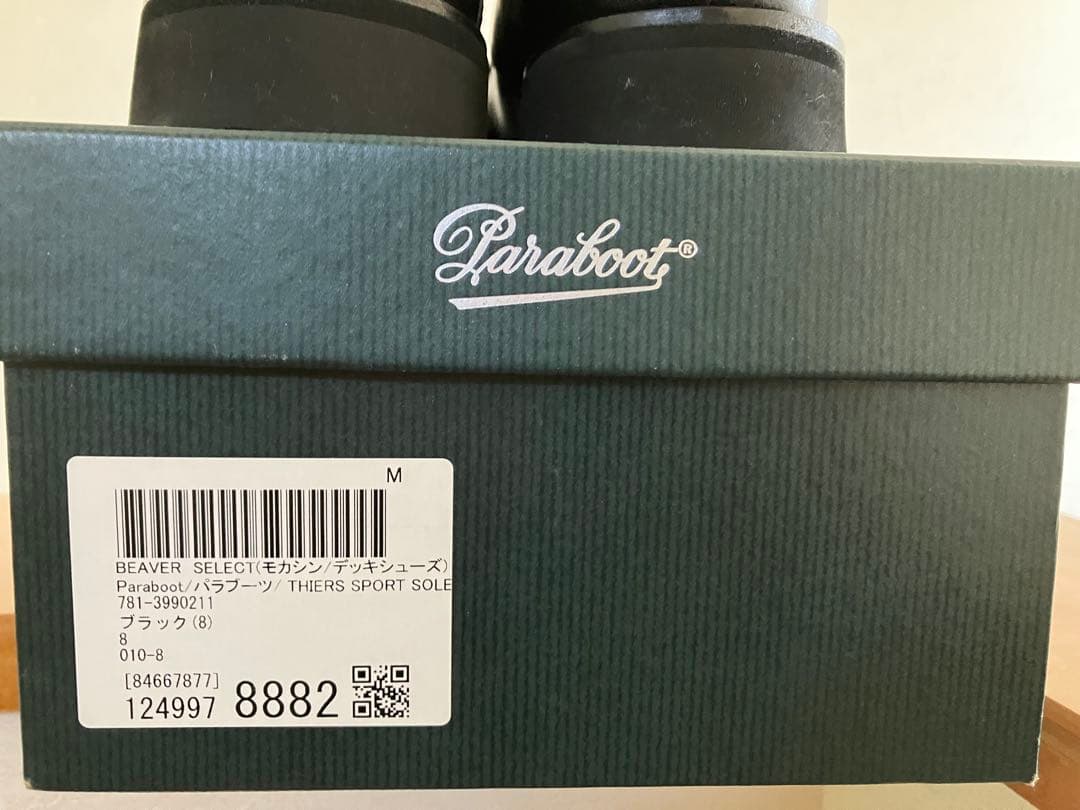 Paraboot®
M
BEAVER SELECT(モカシン/デッキシューズ)
Paraboot/パラブーツ/ THIERS SPORT SOLE
781-3990211
ブラック(8)
8
010-8
[84667877]
124997 8882